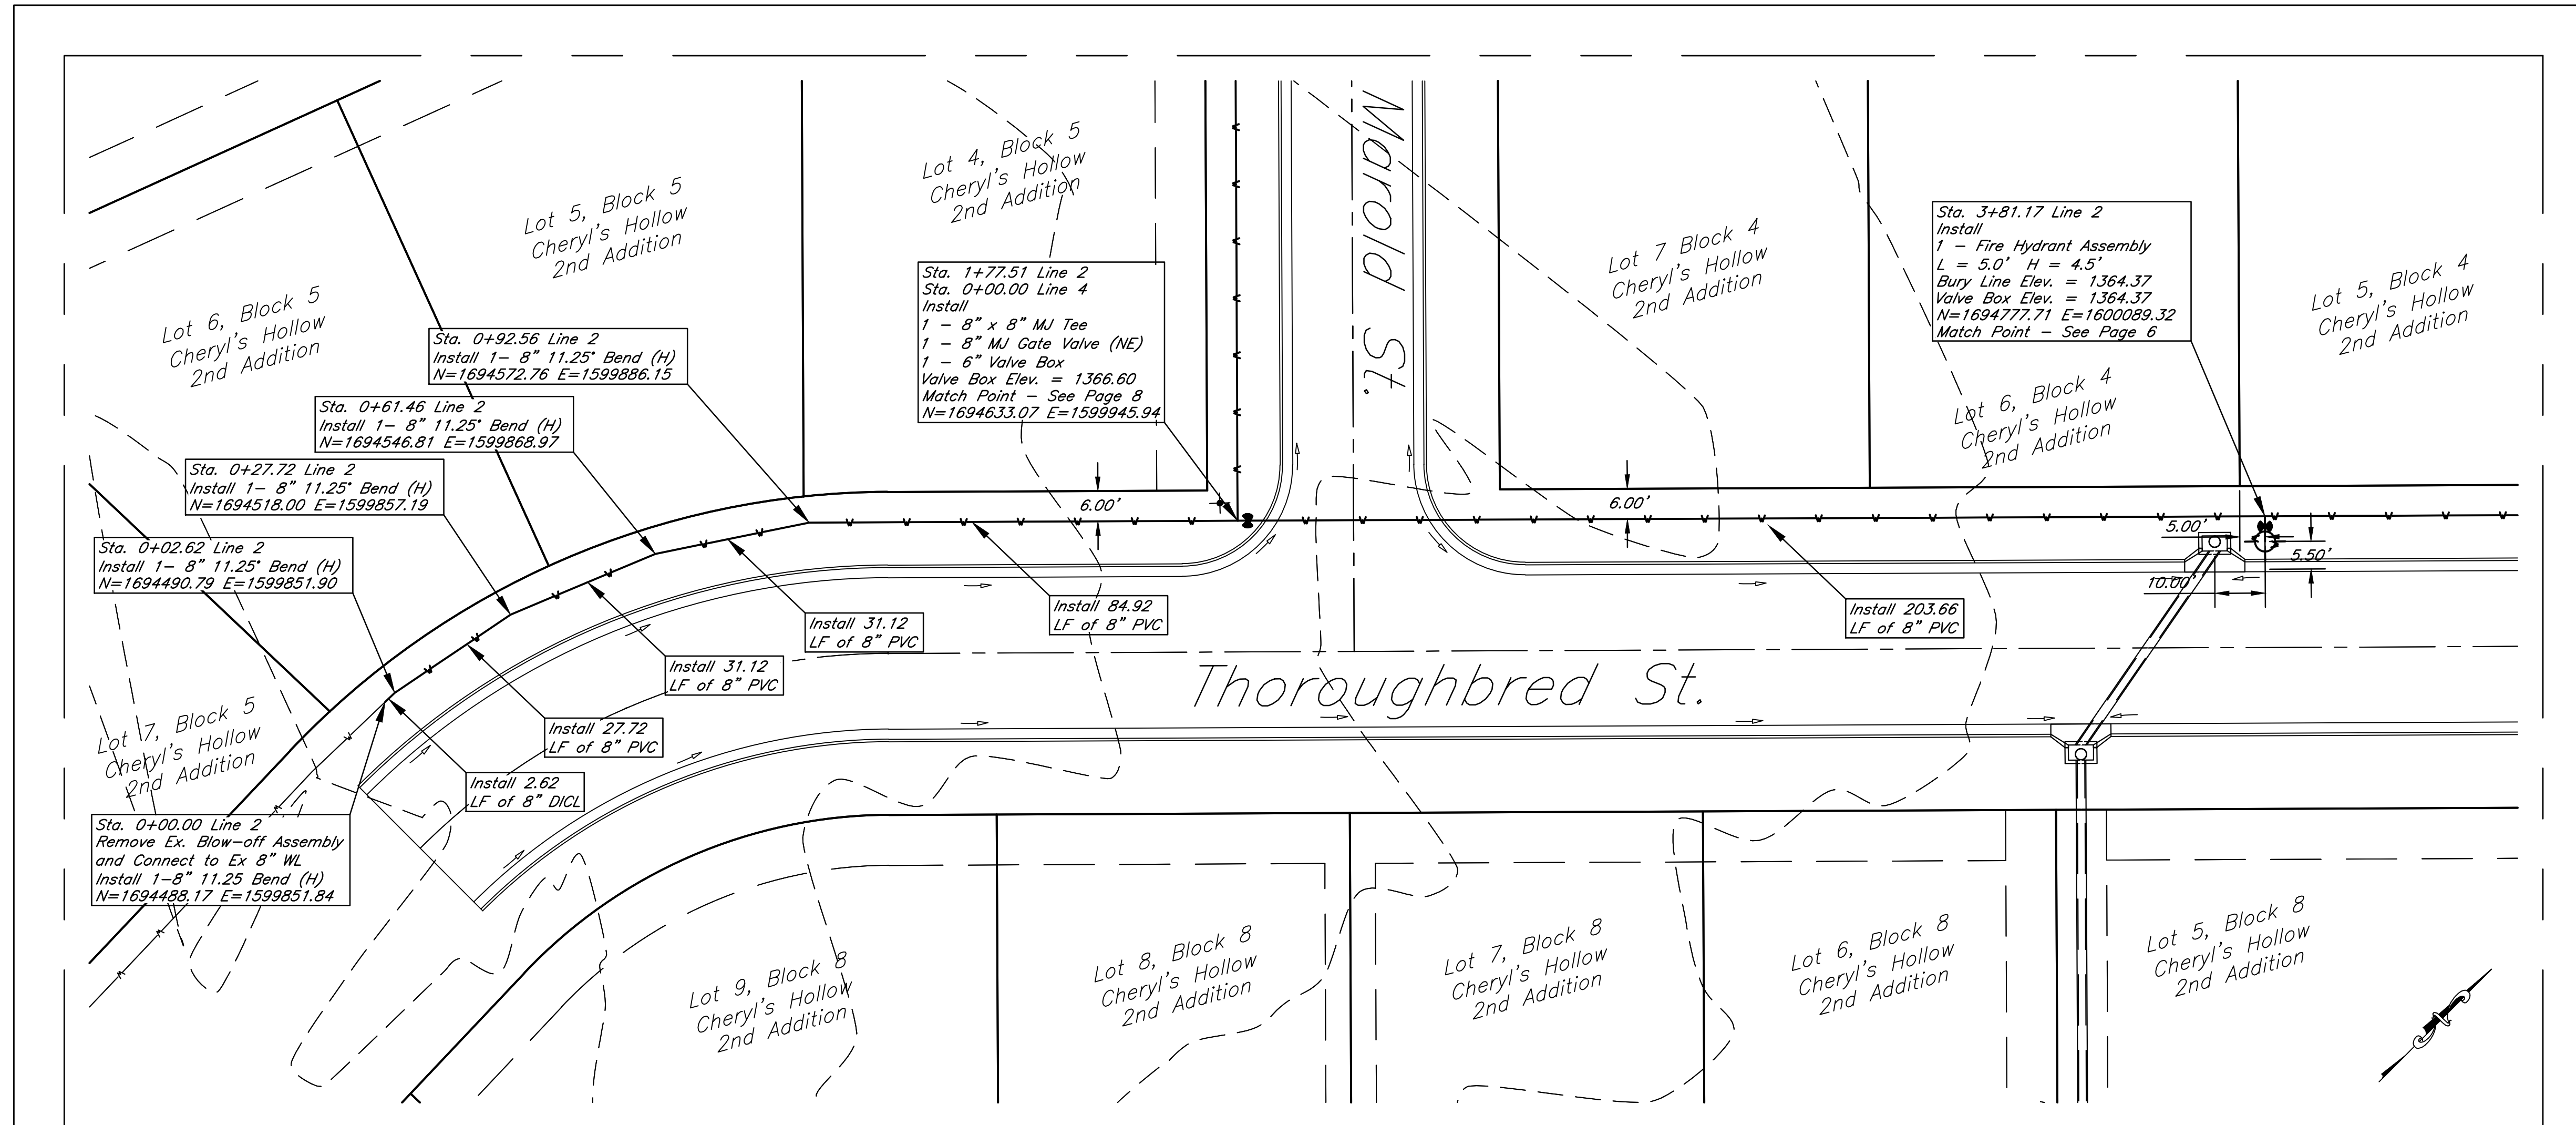 Lot 6, Block 5
Cheryl's Hollow
2nd Addition
Lot 5, Block 5
Cheryl's Hollow
2nd Addition
Lot 4, Block 5
Cheryl's Hollow
2nd Addition
Marold St.
Lot 7 Block 4
Cheryl's Hollow
2nd Addition
Lot 6, Block 4
Cheryl's Hollow
2nd Addition
Lot 5, Block 4
Cheryl's Hollow
2nd Addition
Sta. 3+81.17 Line 2
Install
1 - Fire Hydrant Assembly
L = 5.0' H = 4.5'
Bury Line Elev. = 1364.37
Valve Box Elev. = 1364.37
N=1694777.71 E=1600089.32
Match Point - See Page 6
Sta. 1+77.51 Line 2
Sta. 0+00.00 Line 4
Install
1 - 8" x 8" MJ Tee
1 - 8" MJ Gate Valve (NE)
1 - 6" Valve Box
Valve Box Elev. = 1366.60
Match Point - See Page 8
N=1694633.07 E=1599945.94
Sta. 0+92.56 Line 2
Install 1- 8" 11.25° Bend (H)
N=1694572.76 E=1599886.15
Sta. 0+61.46 Line 2
Install 1- 8" 11.25° Bend (H)
N=1694546.81 E=1599868.97
Sta. 0+27.72 Line 2
Install 1- 8" 11.25° Bend (H)
N=1694518.00 E=1599857.19
Sta. 0+02.62 Line 2
Install 1- 8" 11.25° Bend (H)
N=1694490.79 E=1599851.90
6.00'
6.00'
5.00'
5.50'
10.00'
Install 203.66
LF of 8" PVC
Install 84.92
LF of 8" PVC
Install 31.12
LF of 8" PVC
Install 31.12
LF of 8" PVC
Install 27.72
LF of 8" PVC
Install 2.62
LF of 8" DICL
Thoroughbred St.
Lot 7, Block 5
Cheryl's Hollow
2nd Addition
Sta. 0+00.00 Line 2
Remove Ex. Blow-off Assembly
and Connect to Ex 8" WL
Install 1-8" 11.25 Bend (H)
N=1694488.17 E=1599851.84
Lot 9, Block 8
Cheryl's Hollow
2nd Addition
Lot 8, Block 8
Cheryl's Hollow
2nd Addition
Lot 7, Block 8
Cheryl's Hollow
2nd Addition
Lot 6, Block 8
Cheryl's Hollow
2nd Addition
Lot 5, Block 8
Cheryl's Hollow
2nd Addition